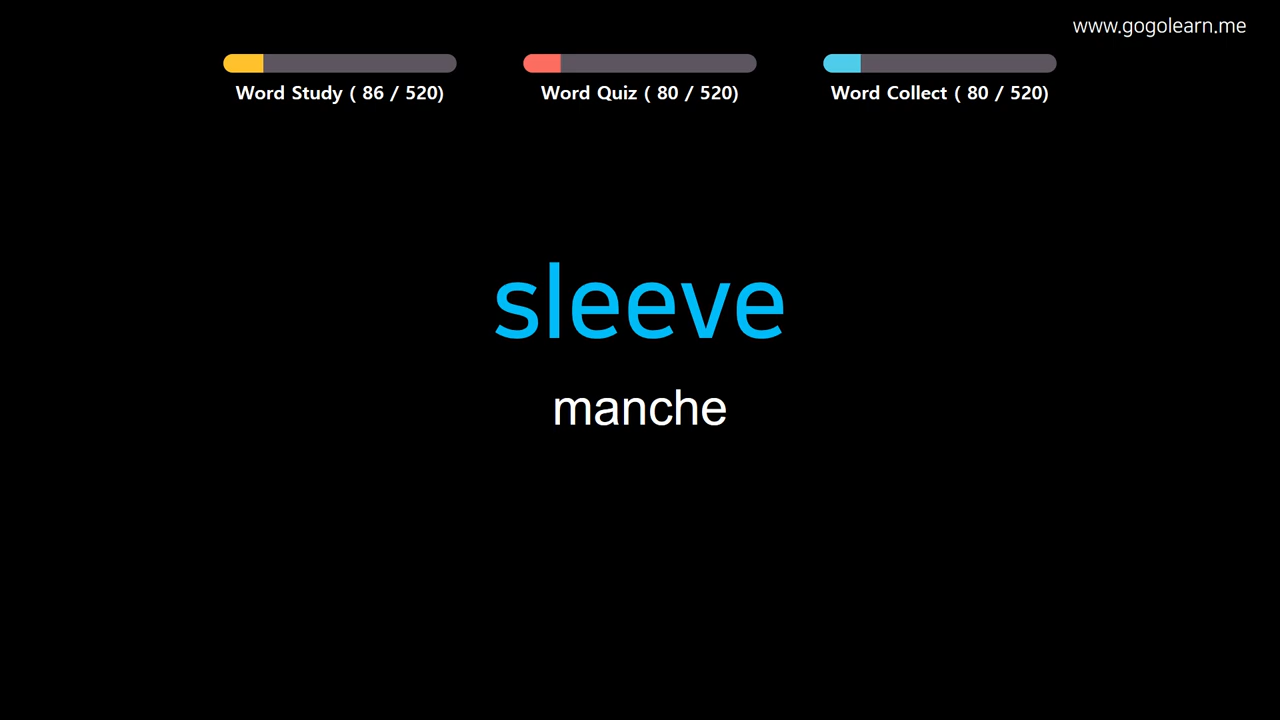 www.gogolearn.me
Word Study ( 86 / 520)
Word Quiz ( 80 / 520)
Word Collect ( 80 / 520)
sleeve
manche